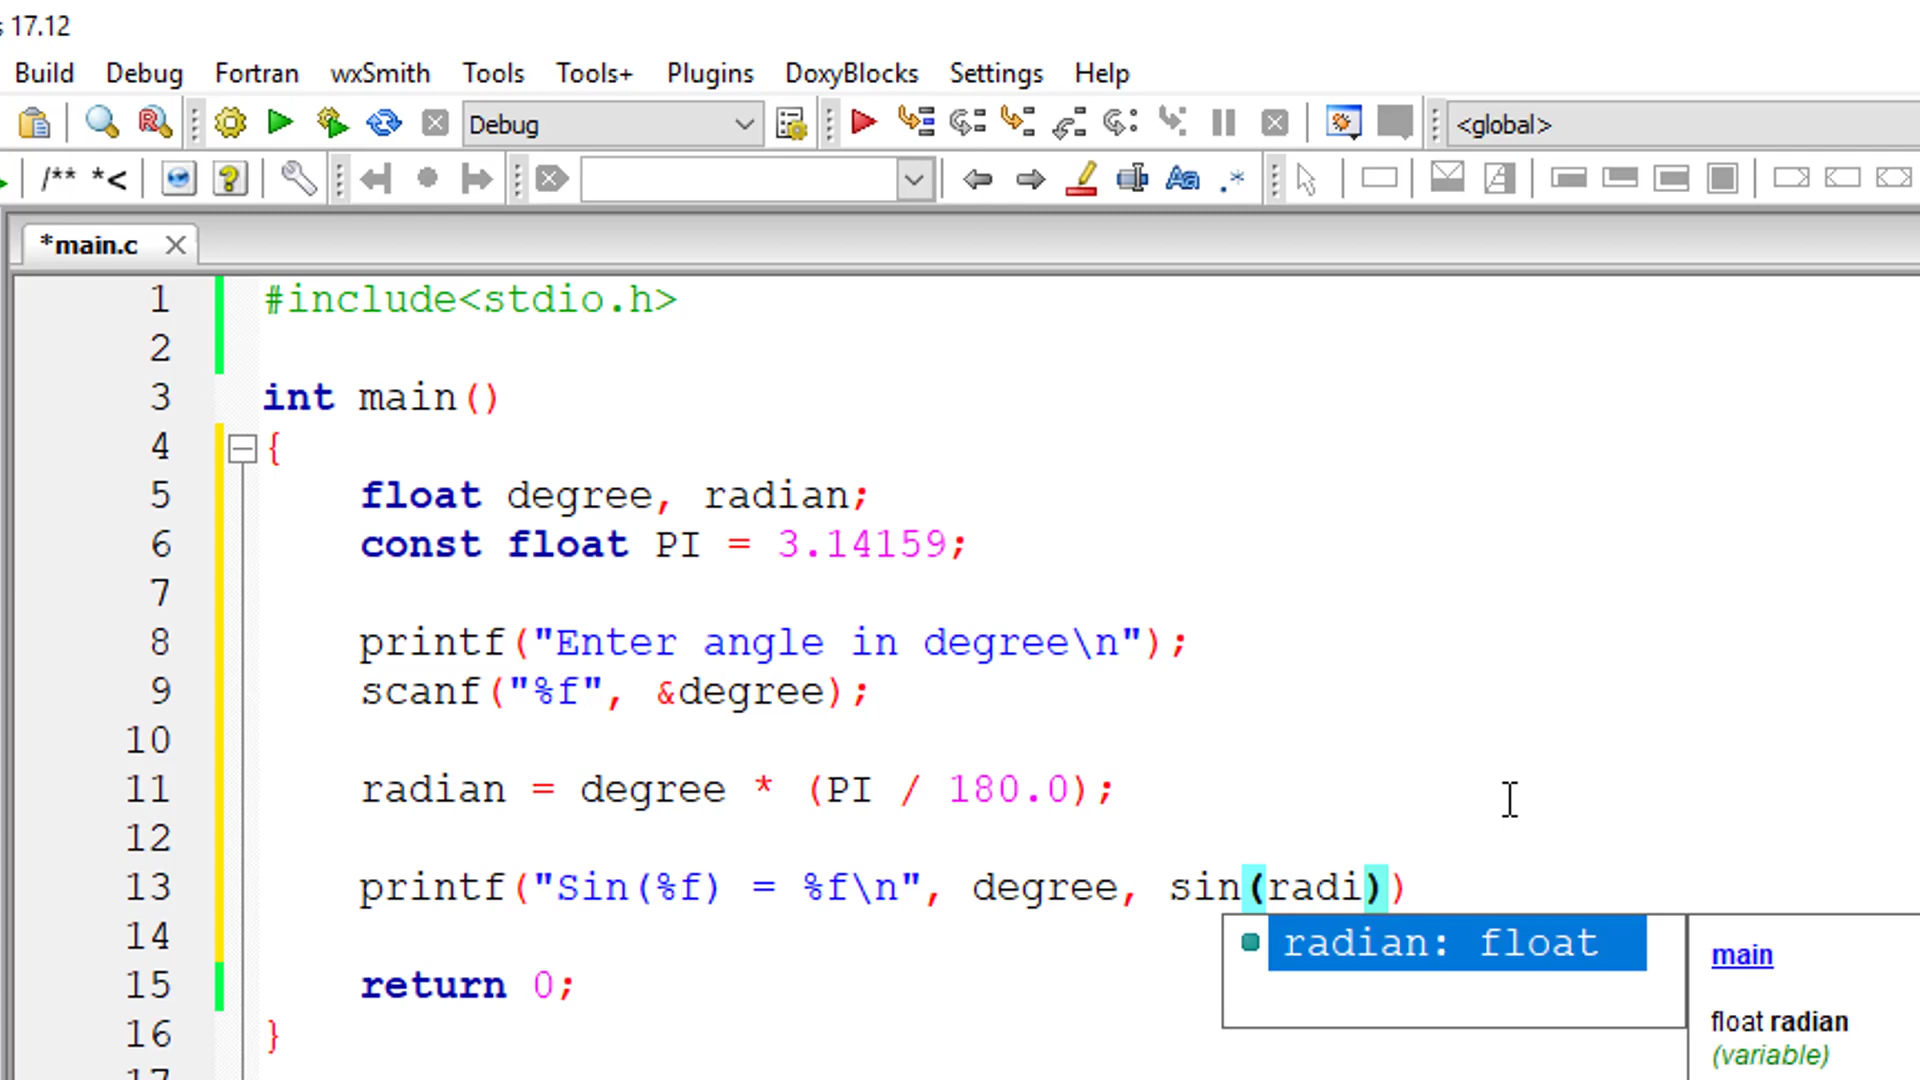 17.12
Build Debug Fortran wxSmith Tools Tools+ Plugins DoxyBlocks Settings Help
Debug <global>
/** *<
*main.c
1 #include<stdio.h>
2
3 int main()
4 {
5 float degree, radian;
6 const float PI = 3.14159;
7
8 printf("Enter angle in degree\n");
9 scanf("%f", &degree);
10
11 radian = degree * (PI / 180.0);
12
13 printf("Sin(%f) = %f\n", degree, sin(radi))
radian: float
main
14
15 return 0;
float radian
16 }
(variable)